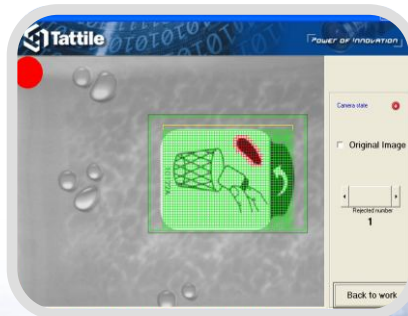 Tattile
POWER OF INNOVATION
Camera state
Original Image
Rejected number
1
Back to work